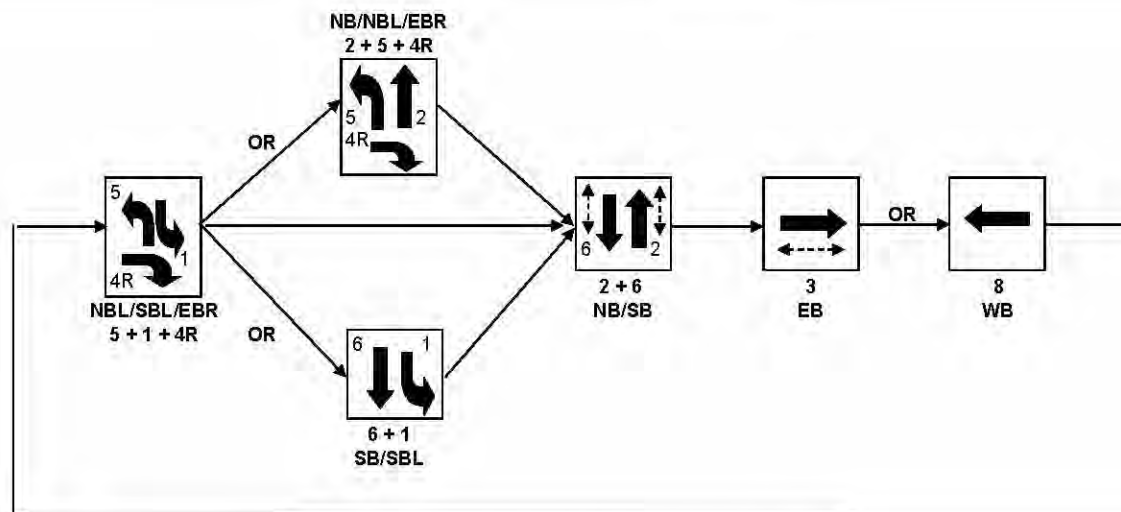 NB/NBL/EBR
2 + 5 + 4R
5
2
4R
OR
5
1
4R
NBL/SBL/EBR
5 + 1 + 4R
OR
6
1
6 + 1
SB/SBL
6
2
2 + 6
NB/SB
3
EB
OR
8
WB